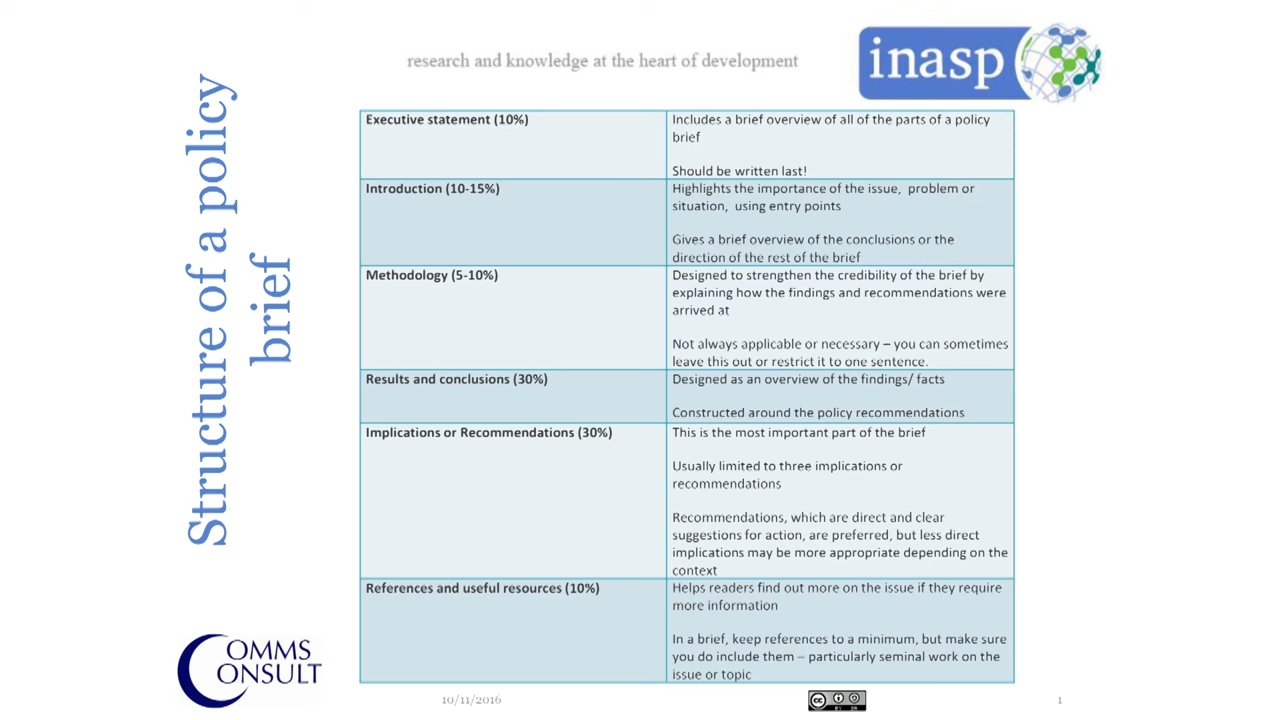 research and knowledge at the heart of development
inasp
Structure of a policy
brief
Executive statement (10%)
Includes a brief overview of all of the parts of a policy
brief
Should be written last!
Introduction (10-15%)
Highlights the importance of the issue, problem or
situation, using entry points
Gives a brief overview of the conclusions or the
direction of the rest of the brief
Methodology (5-10%)
Designed to strengthen the credibility of the brief by
explaining how the findings and recommendations were
arrived at
Not always applicable or necessary – you can sometimes
leave this out or restrict it to one sentence.
Results and conclusions (30%)
Designed as an overview of the findings/ facts
Constructed around the policy recommendations
Implications or Recommendations (30%)
This is the most important part of the brief
Usually limited to three implications or
recommendations
Recommendations, which are direct and clear
suggestions for action, are preferred, but less direct
implications may be more appropriate depending on the
context
References and useful resources (10%)
Helps readers find out more on the issue if they require
more information
In a brief, keep references to a minimum, but make sure
you do include them – particularly seminal work on the
issue or topic
COMMS
CONSULT
10/11/2016
cc
BY SA
1